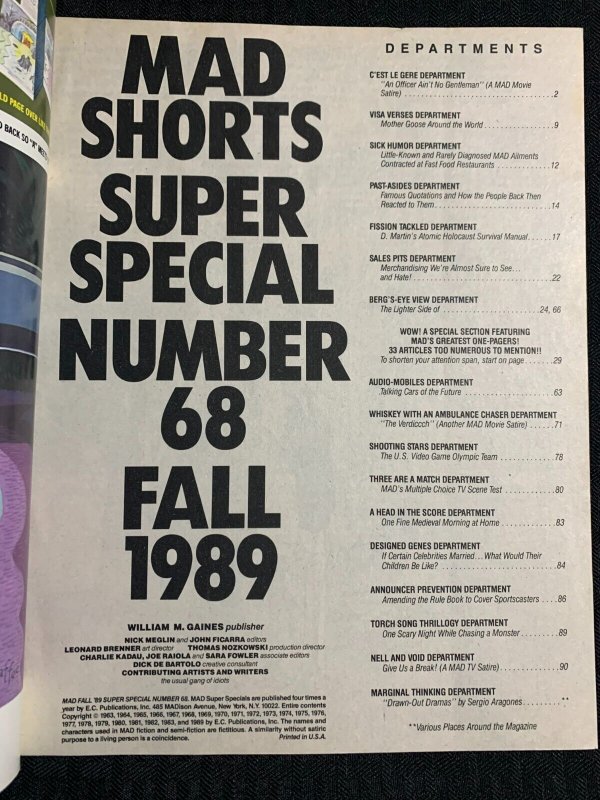 LD PAGE OVER LEFT
D BACK SO "A" MEETS
MAD
SHORTS
SUPER
SPECIAL
NUMBER
68
FALL
1989
WILLIAM M. GAINES publisher
NICK MEGLIN and JOHN FICARRA editors
LEONARD BRENNER art director THOMAS NOZKOWSKI production director
CHARLIE KADAU, JOE RAIOLA and SARA FOWLER associate editors
DICK DE BARTOLO creative consultant
CONTRIBUTING ARTISTS AND WRITERS
the usual gang of idiots
MAD FALL '89 SUPER SPECIAL NUMBER 68. MAD Super Specials are published four times a
year by E.C. Publications, Inc. 485 MADison Avenue, New York, N.Y. 10022. Entire contents
Copyright © 1963, 1964, 1965, 1966, 1967, 1968, 1969, 1970, 1971, 1972, 1973, 1974, 1975, 1976,
1977, 1978, 1979, 1980, 1981, 1982, 1983, and 1989 by E.C. Publications, Inc. The names and
characters used in MAD fiction and semi-fiction are fictitious. A similarity without satiric
purpose to a living person is a coincidence. Printed in U.S.A.
DEPARTMENTS
C'EST LE GERE DEPARTMENT
"An Officer Ain't No Gentleman" (A MAD Movie
Satire) ..............................2
VISA VERSES DEPARTMENT
Mother Goose Around the World ...............9
SICK HUMOR DEPARTMENT
Little-Known and Rarely Diagnosed MAD Ailments
Contracted at Fast Food Restaurants ............12
PAST-ASIDES DEPARTMENT
Famous Quotations and How the People Back Then
Reacted to Them ..........................14
FISSION TACKLED DEPARTMENT
D. Martin's Atomic Holocaust Survival Manual ......17
SALES PITS DEPARTMENT
Merchandising We're Almost Sure to See...
and Hate! ..............................22
BERG'S-EYE VIEW DEPARTMENT
The Lighter Side of .......................24, 66
WOW! A SPECIAL SECTION FEATURING
MAD'S GREATEST ONE-PAGERS!
33 ARTICLES TOO NUMEROUS TO MENTION!!
To shorten your attention span, start on page .......29
AUDIO-MOBILES DEPARTMENT
Talking Cars of the Future ....................63
WHISKEY WITH AN AMBULANCE CHASER DEPARTMENT
"The Verdiccch" (Another MAD Movie Satire) ......71
SHOOTING STARS DEPARTMENT
The U.S. Video Game Olympic Team .............78
THREE ARE A MATCH DEPARTMENT
MAD's Multiple Choice TV Scene Test ............80
A HEAD IN THE SCORE DEPARTMENT
One Fine Medieval Morning at Home .............83
DESIGNED GENES DEPARTMENT
If Certain Celebrities Married...What Would Their
Children Be Like? ..........................84
ANNOUNCER PREVENTION DEPARTMENT
Amending the Rule Book to Cover Sportscasters ....86
TORCH SONG THRILLOGY DEPARTMENT
One Scary Night While Chasing a Monster .........89
NELL AND VOID DEPARTMENT
Give Us a Break! (A MAD TV Satire) .............90
MARGINAL THINKING DEPARTMENT
"Drawn-Out Dramas" by Sergio Aragones .........**
**Various Places Around the Magazine